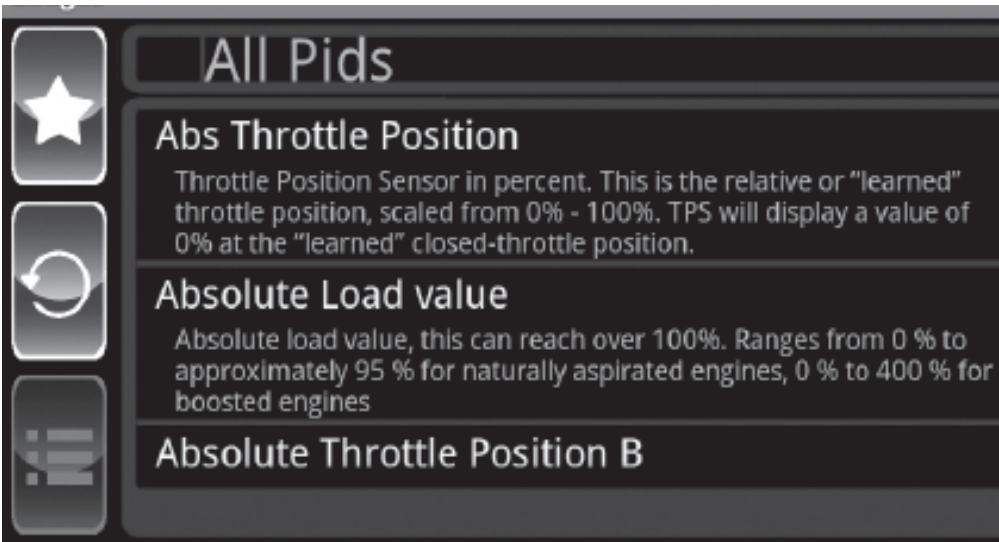 All Pids
Abs Throttle Position
Throttle Position Sensor in percent. This is the relative or “learned”
throttle position, scaled from 0% - 100%. TPS will display a value of
0% at the “learned” closed-throttle position.
Absolute Load value
Absolute load value, this can reach over 100%. Ranges from 0 % to
approximately 95 % for naturally aspirated engines, 0 % to 400 % for
boosted engines
Absolute Throttle Position B